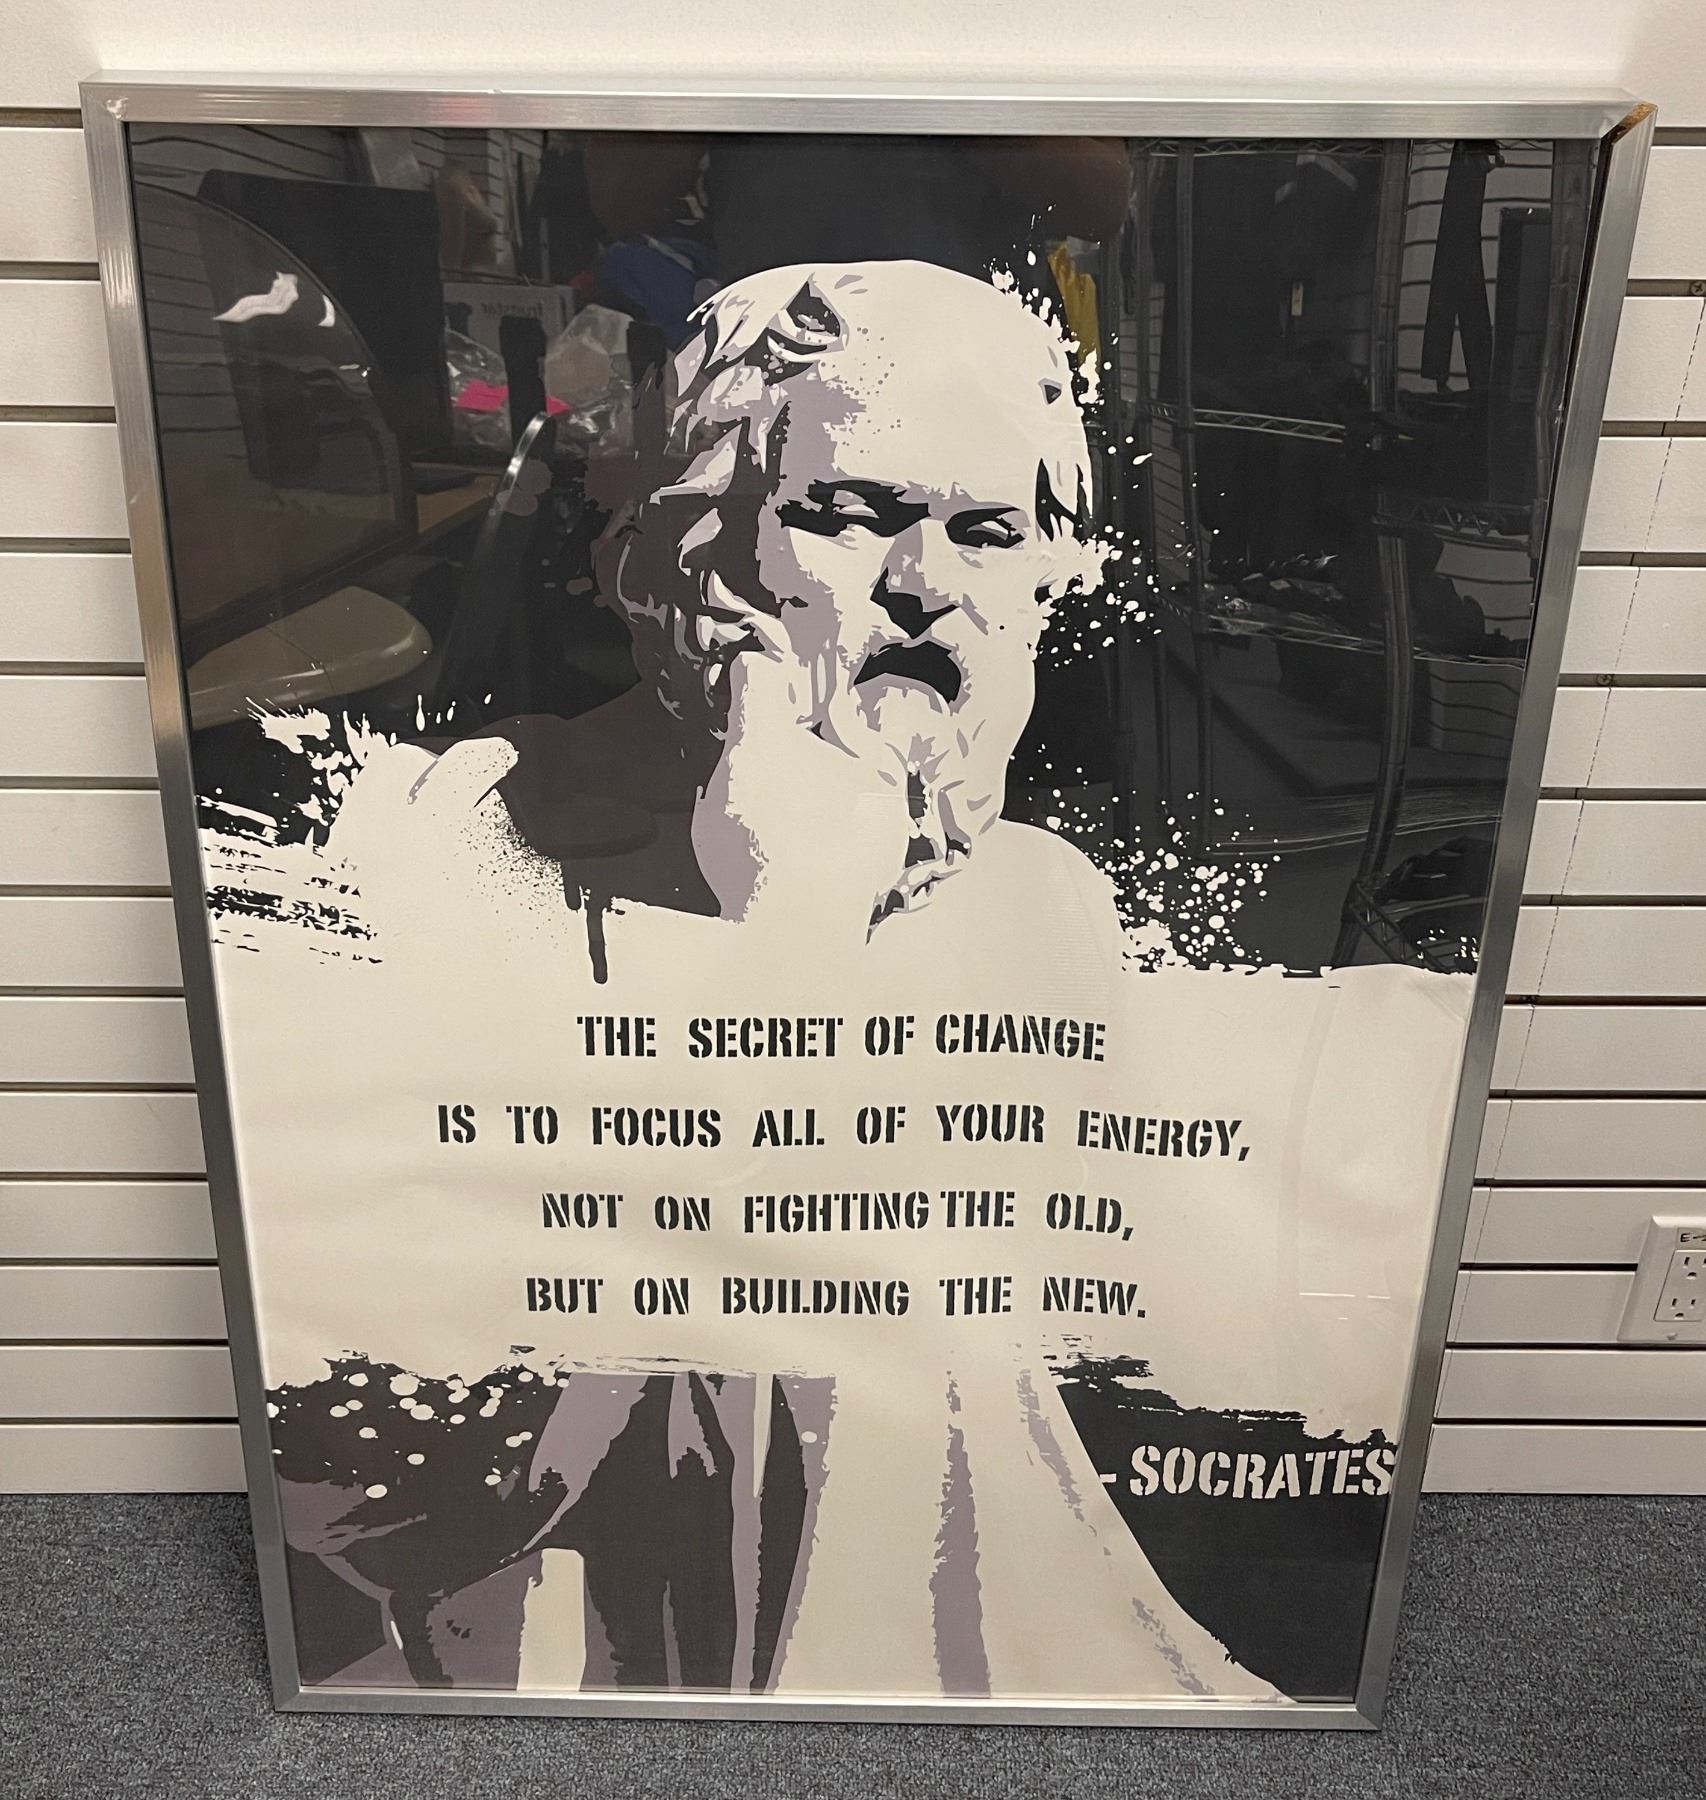 THE SECRET OF CHANGE
IS TO FOCUS ALL OF YOUR ENERGY,
NOT ON FIGHTING THE OLD,
BUT ON BUILDING THE NEW.
- SOCRATES